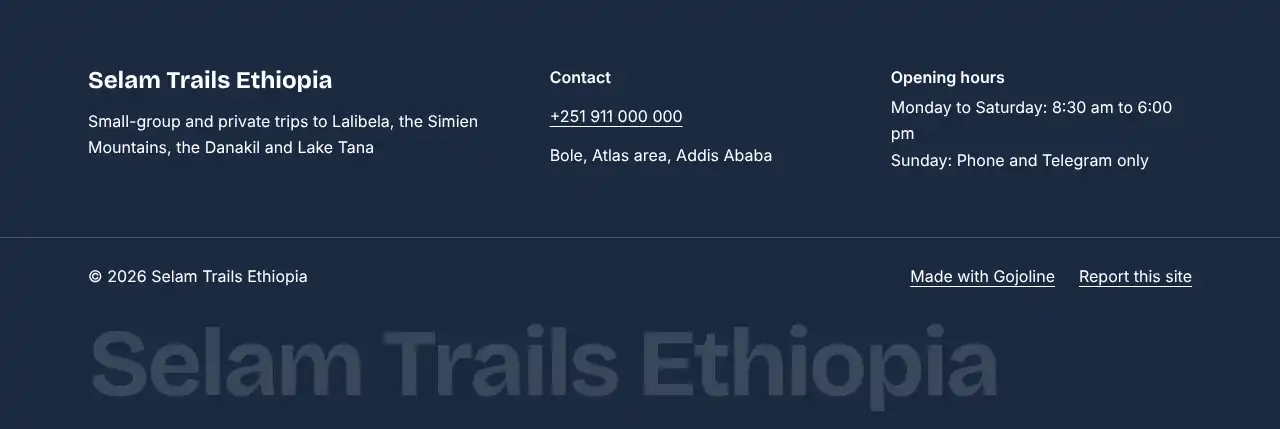 Selam Trails Ethiopia
Small-group and private trips to Lalibela, the Simien
Mountains, the Danakil and Lake Tana
Contact
+251 911 000 000
Bole, Atlas area, Addis Ababa
Opening hours
Monday to Saturday: 8:30 am to 6:00
pm
Sunday: Phone and Telegram only
© 2026 Selam Trails Ethiopia
Made with Gojoline
Report this site
Selam Trails Ethiopia